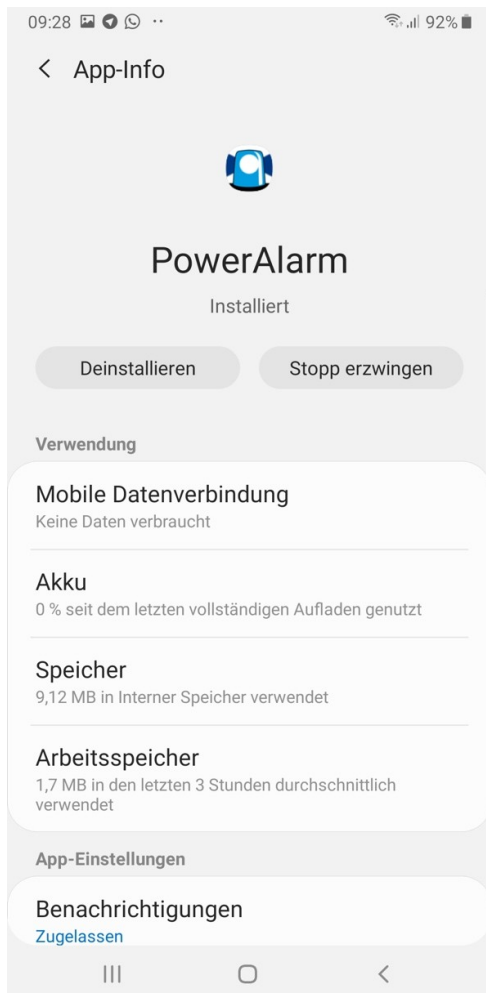 09:28 92%
App-Info
PowerAlarm
Installiert
Deinstallieren Stopp erzwingen
Verwendung
Mobile Datenverbindung
Keine Daten verbraucht
Akku
0 % seit dem letzten vollständigen Aufladen genutzt
Speicher
9,12 MB in Interner Speicher verwendet
Arbeitsspeicher
1,7 MB in den letzten 3 Stunden durchschnittlich
verwendet
App-Einstellungen
Benachrichtigungen
Zugelassen